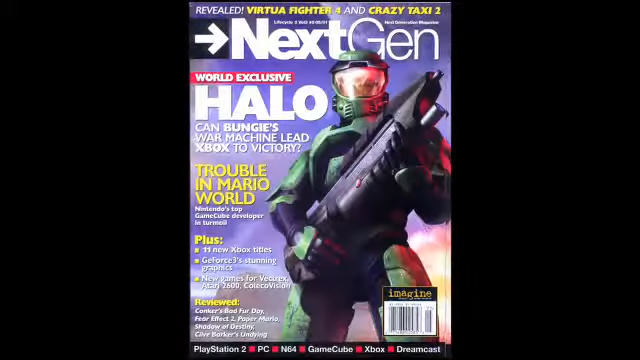 REVEALED! VIRTUA FIGHTER 4 AND CRAZY TAXI 2
Next Generation Magazine
NextGen
WORLD EXCLUSIVE
HALO
CAN BUNGIE'S
WAR MACHINE LEAD
XBOX TO VICTORY?
TROUBLE
IN MARIO
WORLD
Nintendo's top
GameCube developer
in turmoil
Plus:
11 new Xbox titles
GeForce3's stunning
graphics
New games for Vectrex,
Atari 2600, ColecoVision
Reviewed:
Conker's Bad Fur Day,
Fear Effect 2, Paper Mario,
Shadow of Destiny,
Clive Barker's Undying
imagine
PlayStation 2 ■ PC ■ N64 ■ GameCube ■ Xbox ■ Dreamcast